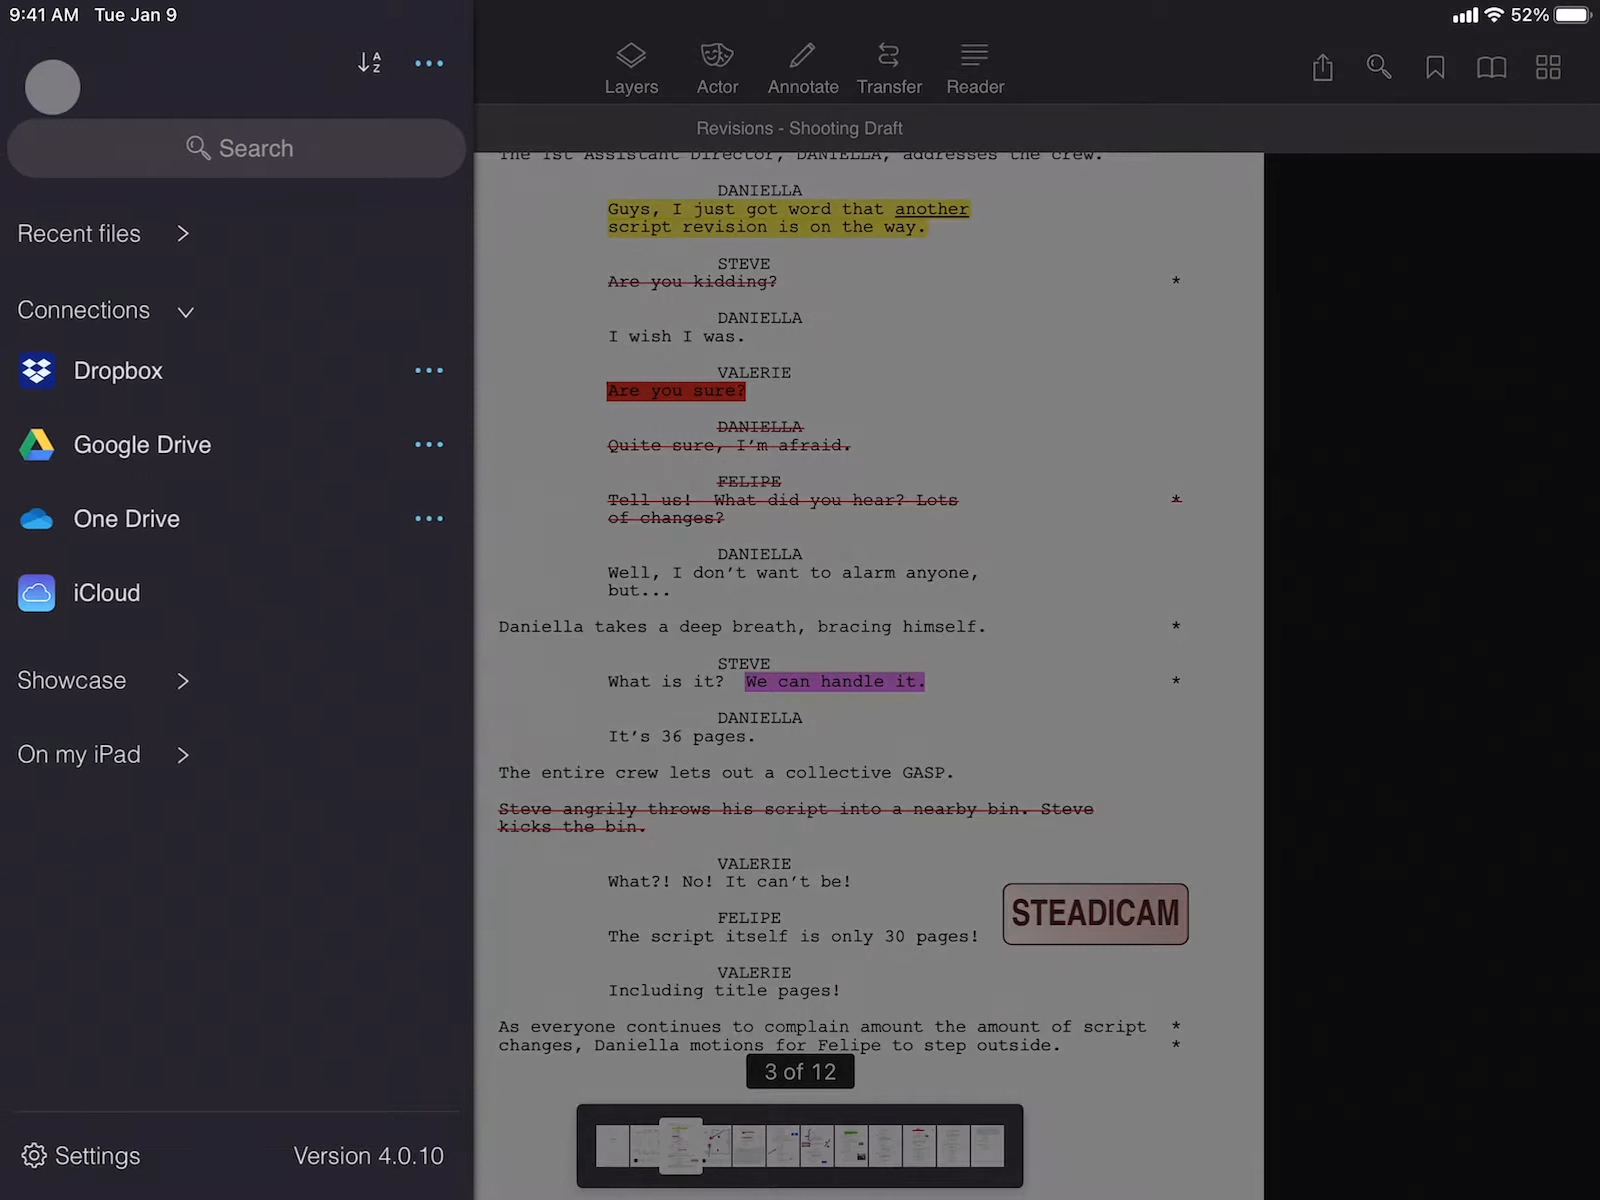 9:41 AM Tue Jan 9
52%
Search
Recent files
Connections
Dropbox
Google Drive
One Drive
iCloud
Showcase
On my iPad
Settings
Version 4.0.10
Layers
Actor
Annotate
Transfer
Reader
Revisions - Shooting Draft
The 1st Assistant Director, DANIELLA, addresses the crew.
DANIELLA
Guys, I just got word that another
script revision is on the way.
STEVE
Are you kidding? *
DANIELLA
I wish I was.
VALERIE
Are you sure?
DANIELLA
Quite sure, I'm afraid.
FELIPE
Tell us! What did you hear? Lots *
of changes?
DANIELLA
Well, I don't want to alarm anyone,
but...
Daniella takes a deep breath, bracing himself. *
STEVE
What is it? We can handle it. *
DANIELLA
It's 36 pages.
The entire crew lets out a collective GASP.
Steve angrily throws his script into a nearby bin. Steve
kicks the bin.
VALERIE
What?! No! It can't be!
STEADICAM
FELIPE
The script itself is only 30 pages!
VALERIE
Including title pages!
As everyone continues to complain amount the amount of script *
changes, Daniella motions for Felipe to step outside. *
3 of 12